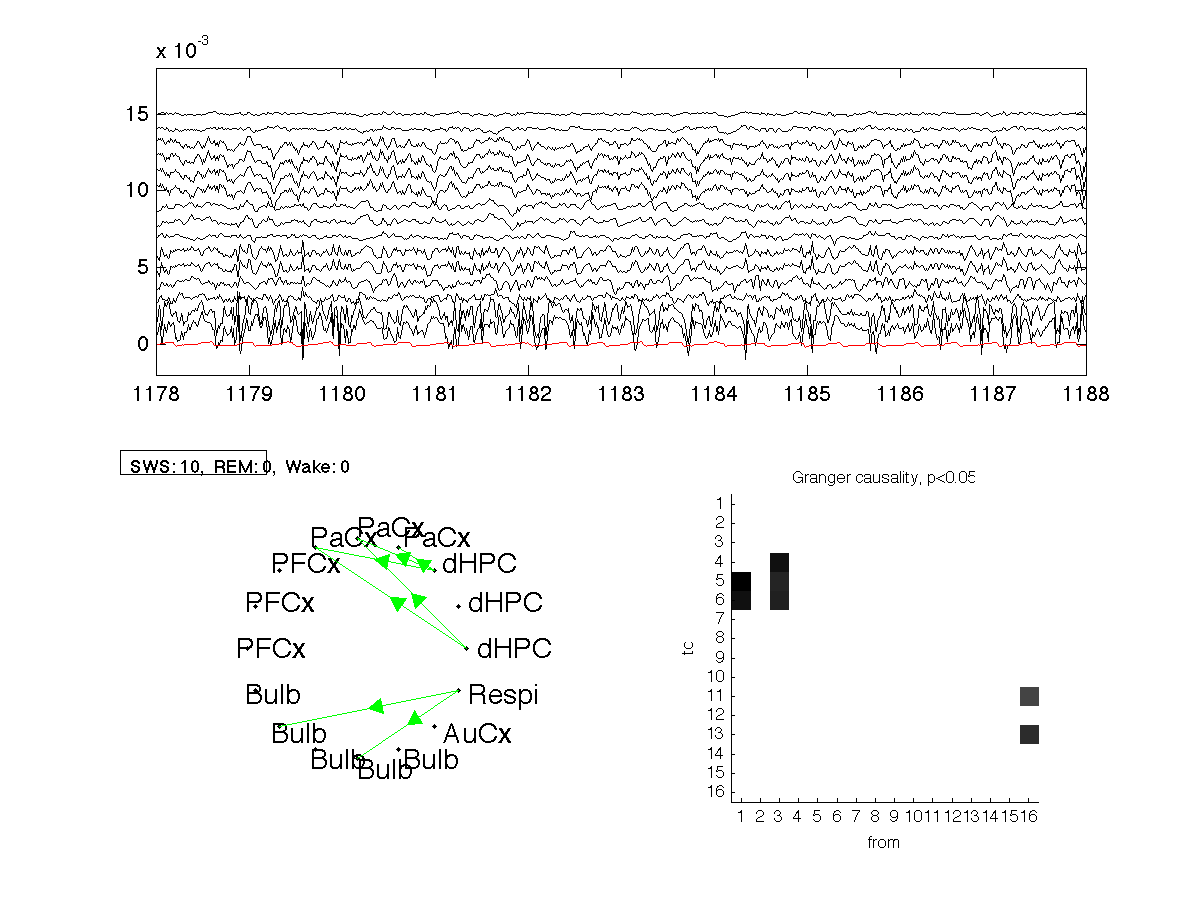 x 10-3
15
10
5
0
1178 1179 1180 1181 1182 1183 1184 1185 1186 1187 1188
SWS:10, REM:0, Wake:0
Granger causality, p<0.05
PaCx
PaCx PaCx
PFCx dHPC
PFCx dHPC
PFCx dHPC
Bulb Respi
Bulb AuCx
Bulb Bulb
Bulb
1
2
3
4
5
6
7
8
9
10
11
12
13
14
15
16
to
1 2 3 4 5 6 7 8 9 10 11 12 13 14 15 16
from